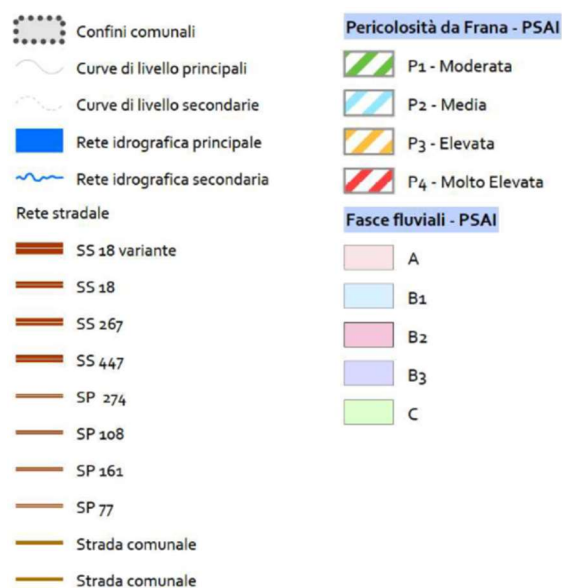 Confini comunali
Curve di livello principali
Curve di livello secondarie
Rete idrografica principale
Rete idrografica secondaria
Rete stradale
SS 18 variante
SS 18
SS 267
SS 447
SP 274
SP 108
SP 161
SP 77
Strada comunale
Strada comunale
Pericolosità da Frana - PSAI
P1 - Moderata
P2 - Media
P3 - Elevata
P4 - Molto Elevata
Fasce fluviali - PSAI
A
B1
B2
B3
C